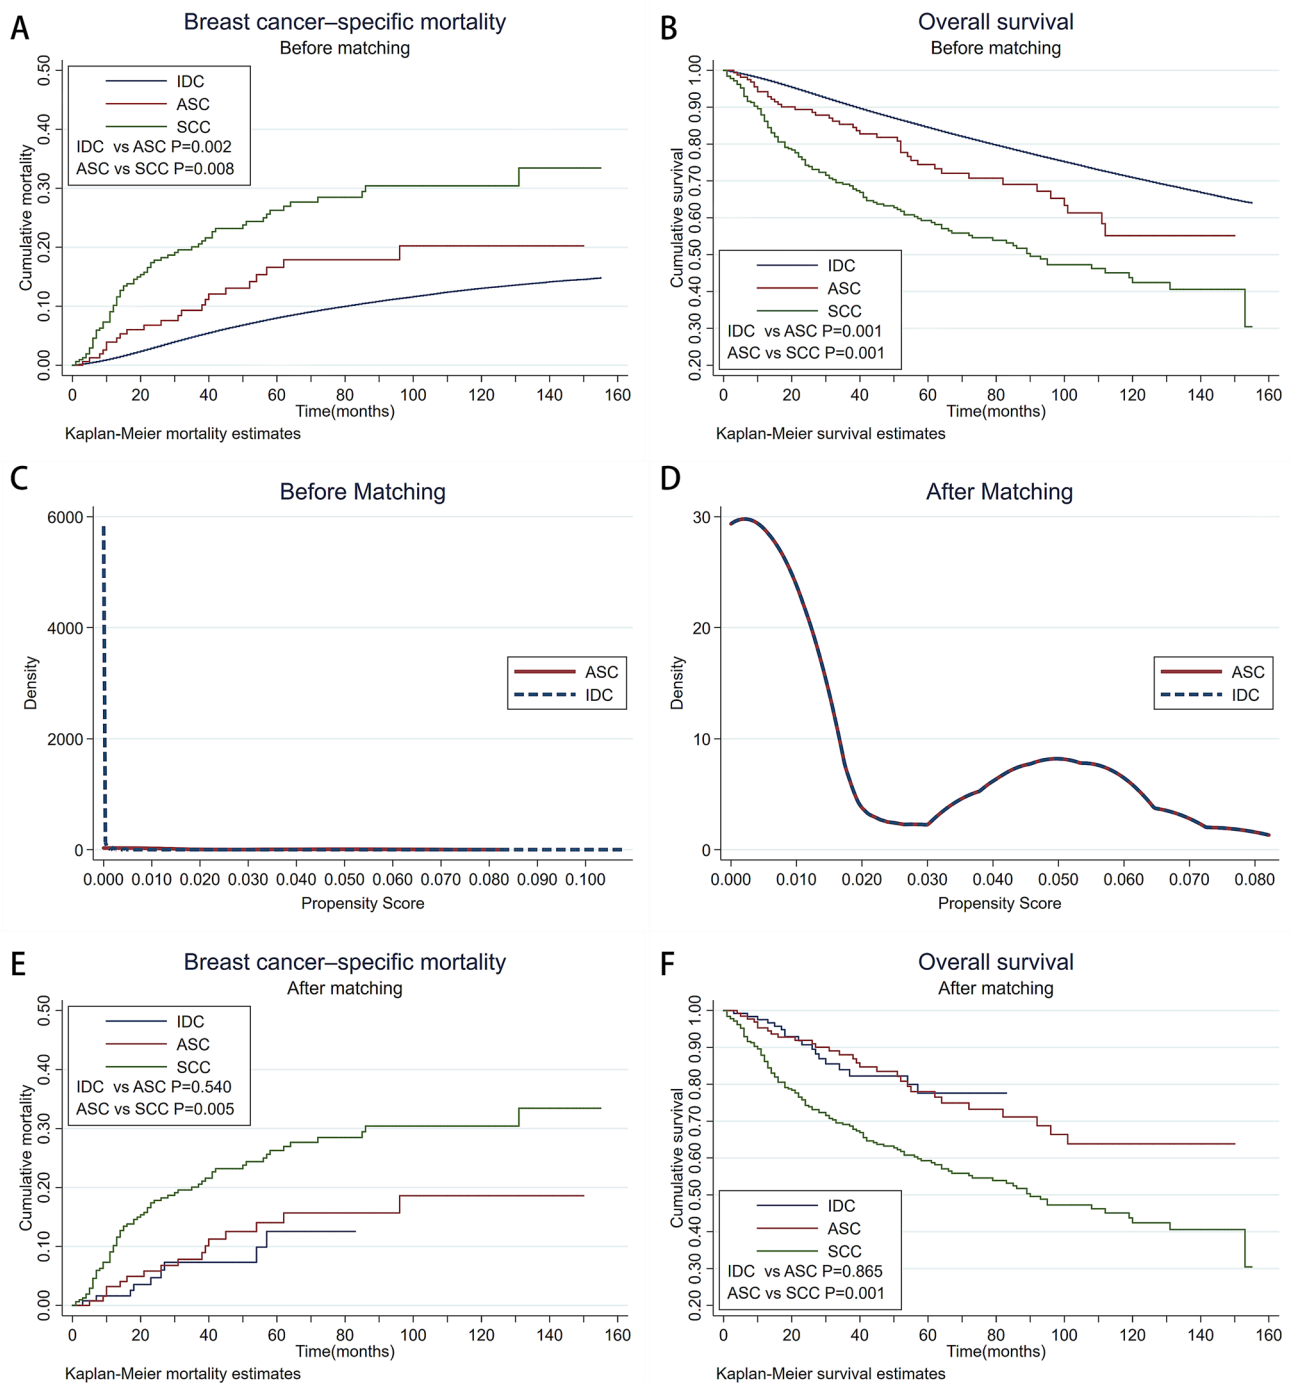 A
Breast cancer–specific mortality
Before matching
Cumulative mortality
0.50
0.40
0.30
0.20
0.10
0.00
IDC
ASC
SCC
IDC vs ASC P=0.002
ASC vs SCC P=0.008
0 20 40 60 80 100 120 140 160
Time(months)
Kaplan-Meier mortality estimates
B
Overall survival
Before matching
Cumulative survival
1.00
0.90
0.80
0.70
0.60
0.50
0.40
0.30
0.20
IDC
ASC
SCC
IDC vs ASC P=0.001
ASC vs SCC P=0.001
0 20 40 60 80 100 120 140 160
Time(months)
Kaplan-Meier survival estimates
C
Before Matching
Density
6000
4000
2000
0
ASC
IDC
0.000 0.010 0.020 0.030 0.040 0.050 0.060 0.070 0.080 0.090 0.100
Propensity Score
D
After Matching
Density
30
20
10
0
ASC
IDC
0.000 0.010 0.020 0.030 0.040 0.050 0.060 0.070 0.080
Propensity Score
E
Breast cancer–specific mortality
After matching
Cumulative mortality
0.50
0.40
0.30
0.20
0.10
0.00
IDC
ASC
SCC
IDC vs ASC P=0.540
ASC vs SCC P=0.005
0 20 40 60 80 100 120 140 160
Time(months)
Kaplan-Meier mortality estimates
F
Overall survival
After matching
Cumulative survival
1.00
0.90
0.80
0.70
0.60
0.50
0.40
0.30
0.20
IDC
ASC
SCC
IDC vs ASC P=0.865
ASC vs SCC P=0.001
0 20 40 60 80 100 120 140 160
Time(months)
Kaplan-Meier survival estimates